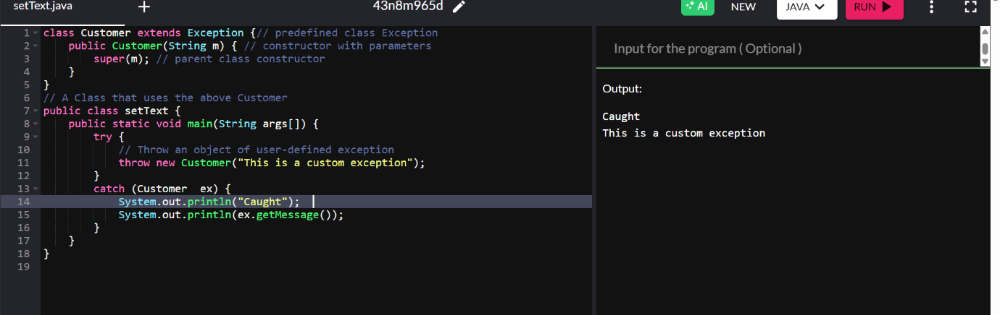 setText.java
+
43n8m965d
AI
NEW
JAVA
RUN
1 class Customer extends Exception {// predefined class Exception
2     public Customer(String m) { // constructor with parameters
3         super(m); // parent class constructor
4     }
5 }
6 // A Class that uses the above Customer
7 public class setText {
8     public static void main(String args[]) {
9         try {
10             // Throw an object of user-defined exception
11             throw new Customer("This is a custom exception");
12         }
13         catch (Customer  ex) {
14             System.out.println("Caught");
15             System.out.println(ex.getMessage());
16         }
17     }
18 }
19
Input for the program ( Optional )
Output:
Caught
This is a custom exception